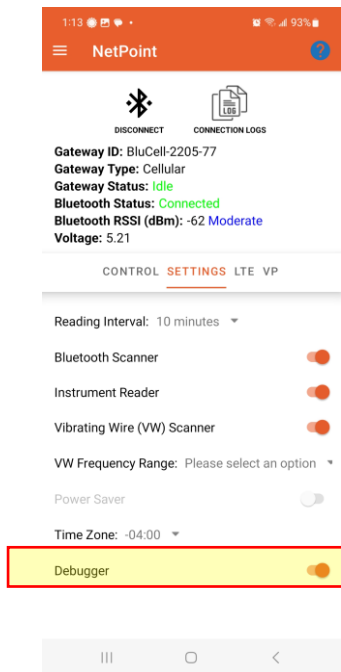 1:13 93%
NetPoint ?
LOG
DISCONNECT CONNECTION LOGS
Gateway ID: BluCell-2205-77
Gateway Type: Cellular
Gateway Status: Idle
Bluetooth Status: Connected
Bluetooth RSSI (dBm): -62 Moderate
Voltage: 5.21
CONTROL SETTINGS LTE VP
Reading Interval: 10 minutes
Bluetooth Scanner
Instrument Reader
Vibrating Wire (VW) Scanner
VW Frequency Range: Please select an option
Power Saver
Time Zone: -04:00
Debugger